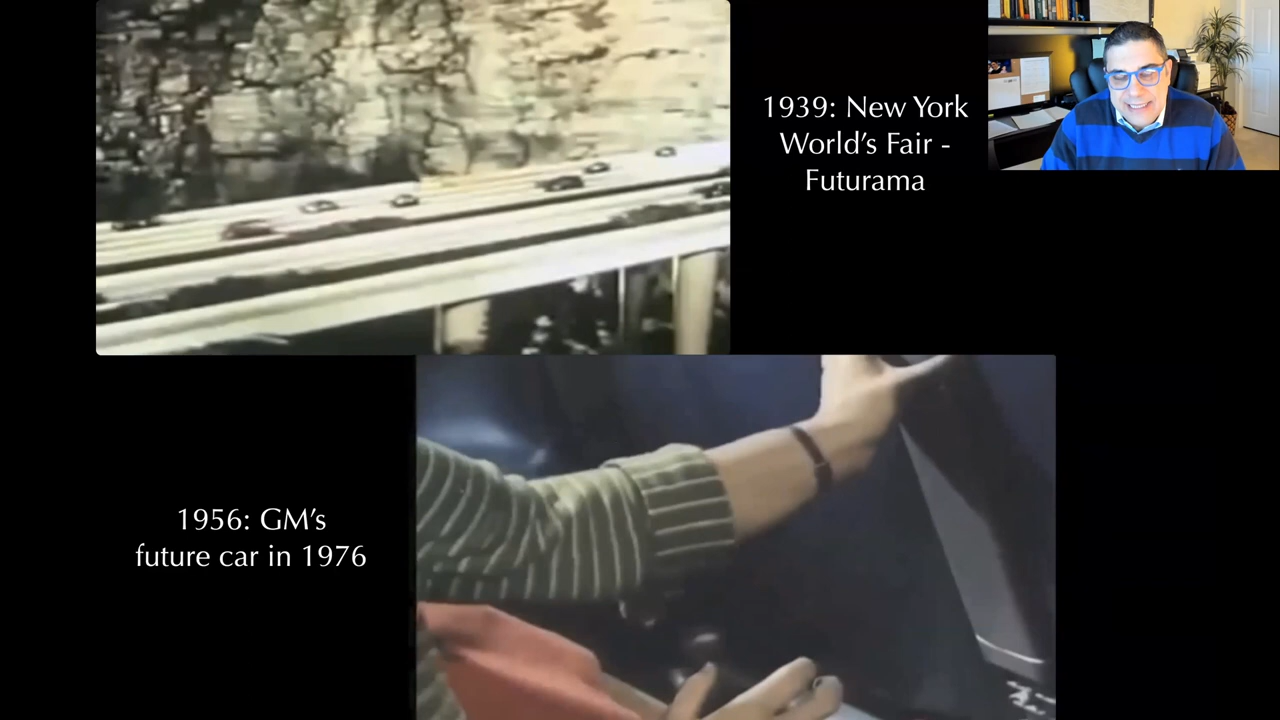 1939: New York
World’s Fair -
Futurama
1956: GM’s
future car in 1976